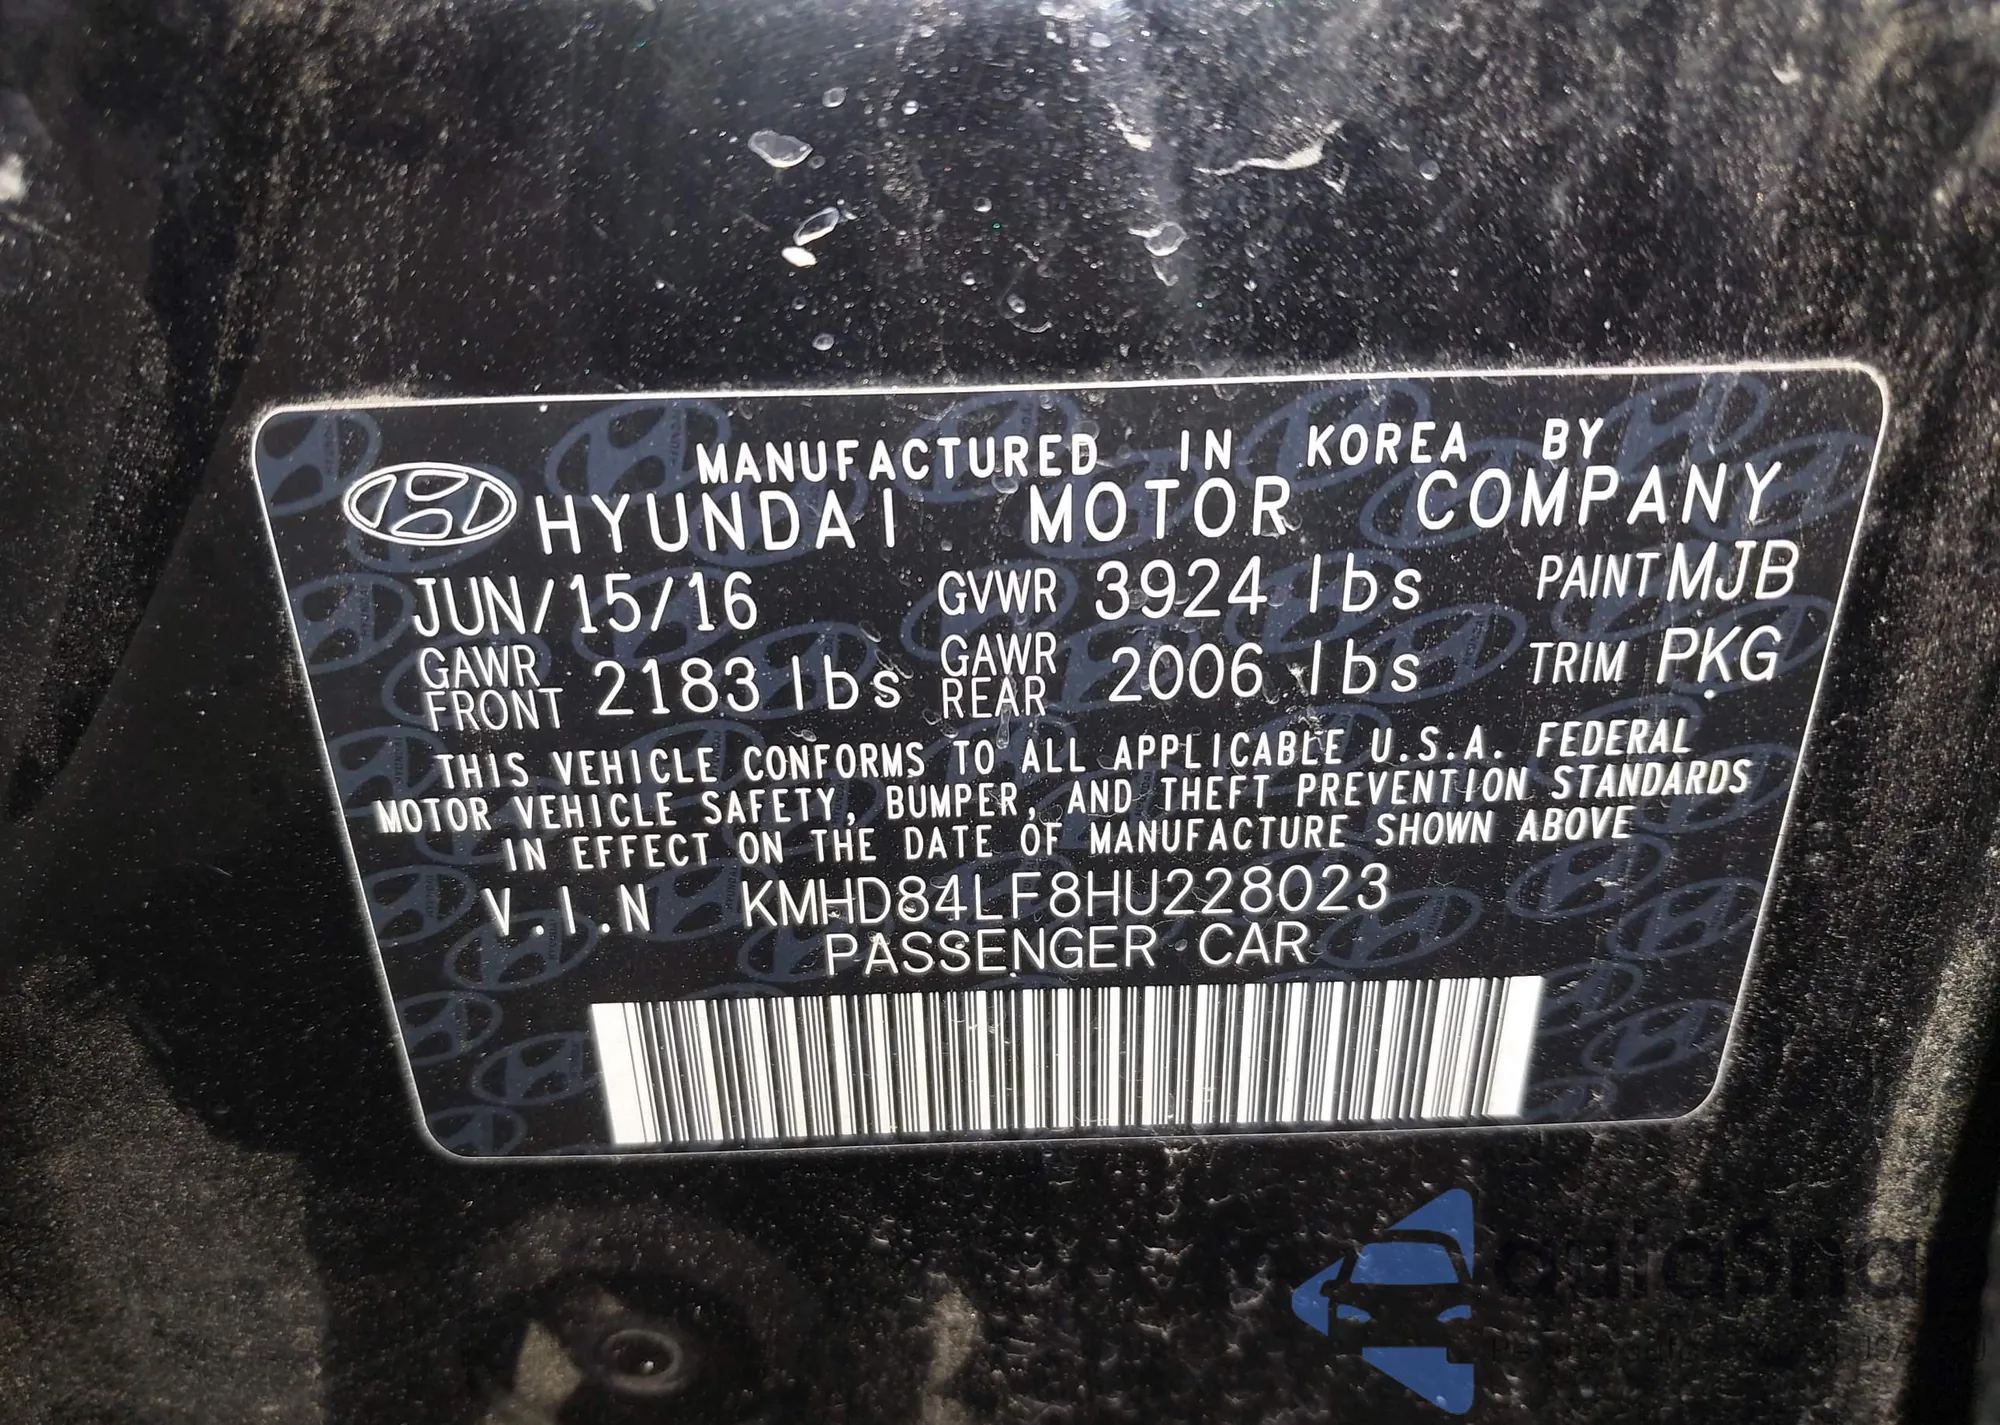 MANUFACTURED IN KOREA BY
HYUNDAI MOTOR COMPANY
JUN/15/16 GVWR 3924 lbs PAINT MJB
GAWR FRONT 2183 lbs GAWR REAR 2006 lbs TRIM PKG
THIS VEHICLE CONFORMS TO ALL APPLICABLE U.S.A. FEDERAL
MOTOR VEHICLE SAFETY, BUMPER, AND THEFT PREVENTION STANDARDS
IN EFFECT ON THE DATE OF MANUFACTURE SHOWN ABOVE
V.I.N KMHD84LF8HU228023
PASSENGER CAR